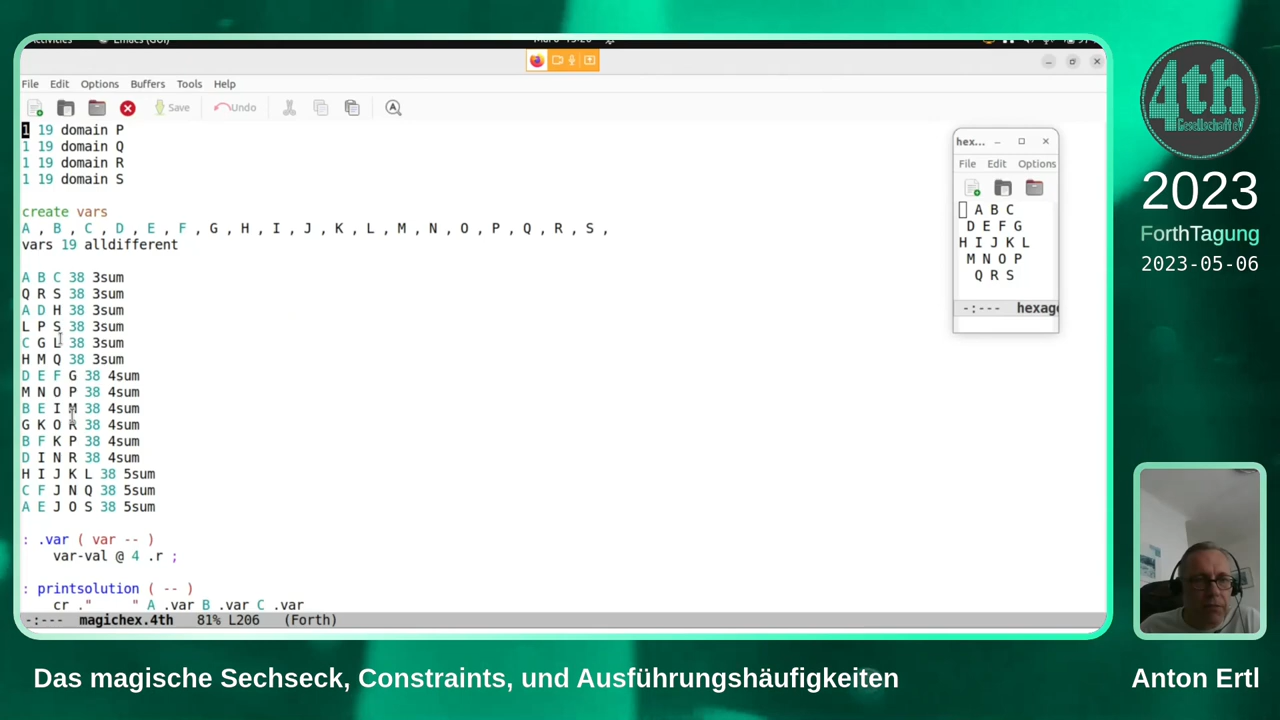 File Edit Options Buffers Tools Help
Save Undo
1 19 domain P
1 19 domain Q
1 19 domain R
1 19 domain S
create vars
A , B , C , D , E , F , G , H , I , J , K , L , M , N , O , P , Q , R , S ,
vars 19 alldifferent
A B C 38 3sum
Q R S 38 3sum
A D H 38 3sum
L P S 38 3sum
C G L 38 3sum
H M Q 38 3sum
D E F G 38 4sum
M N O P 38 4sum
B E I M 38 4sum
G K O R 38 4sum
B F K P 38 4sum
D I N R 38 4sum
H I J K L 38 5sum
C F J N Q 38 5sum
A E J O S 38 5sum
: .var ( var -- )
var-val @ 4 .r ;
: printsolution ( -- )
cr ."      " A .var B .var C .var
-:--- magichex.4th 81% L206 (Forth)
hex...
File Edit Options
A B C
D E F G
H I J K L
M N O P
Q R S
-:--- hexago
4th
Gesellschaft eV
2023
ForthTagung
2023-05-06
Das magische Sechseck, Constraints, und Ausführungshäufigkeiten
Anton Ertl